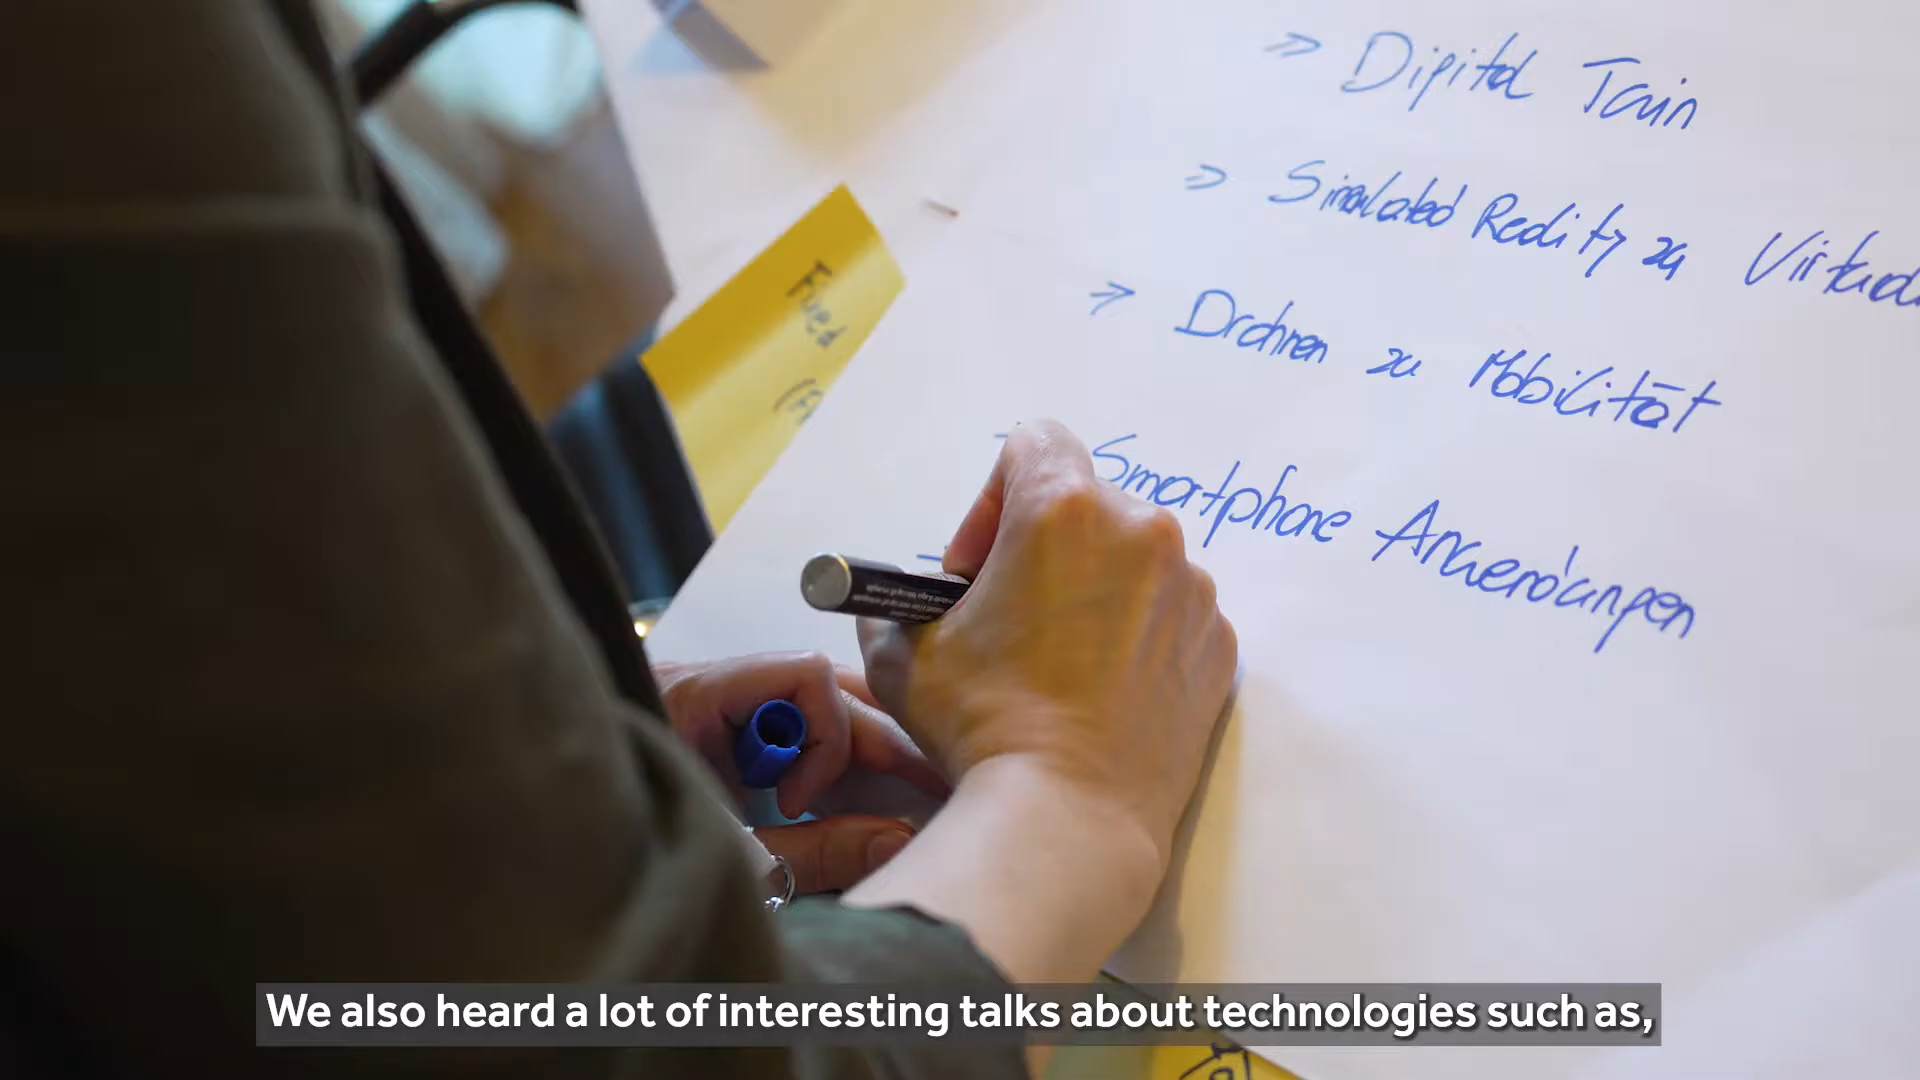 » Digital Twin
» Simulated Reality zu Virtual
» Drohnen zu Mobilität
Smartphone Anwendungen
Fixed
We also heard a lot of interesting talks about technologies such as,